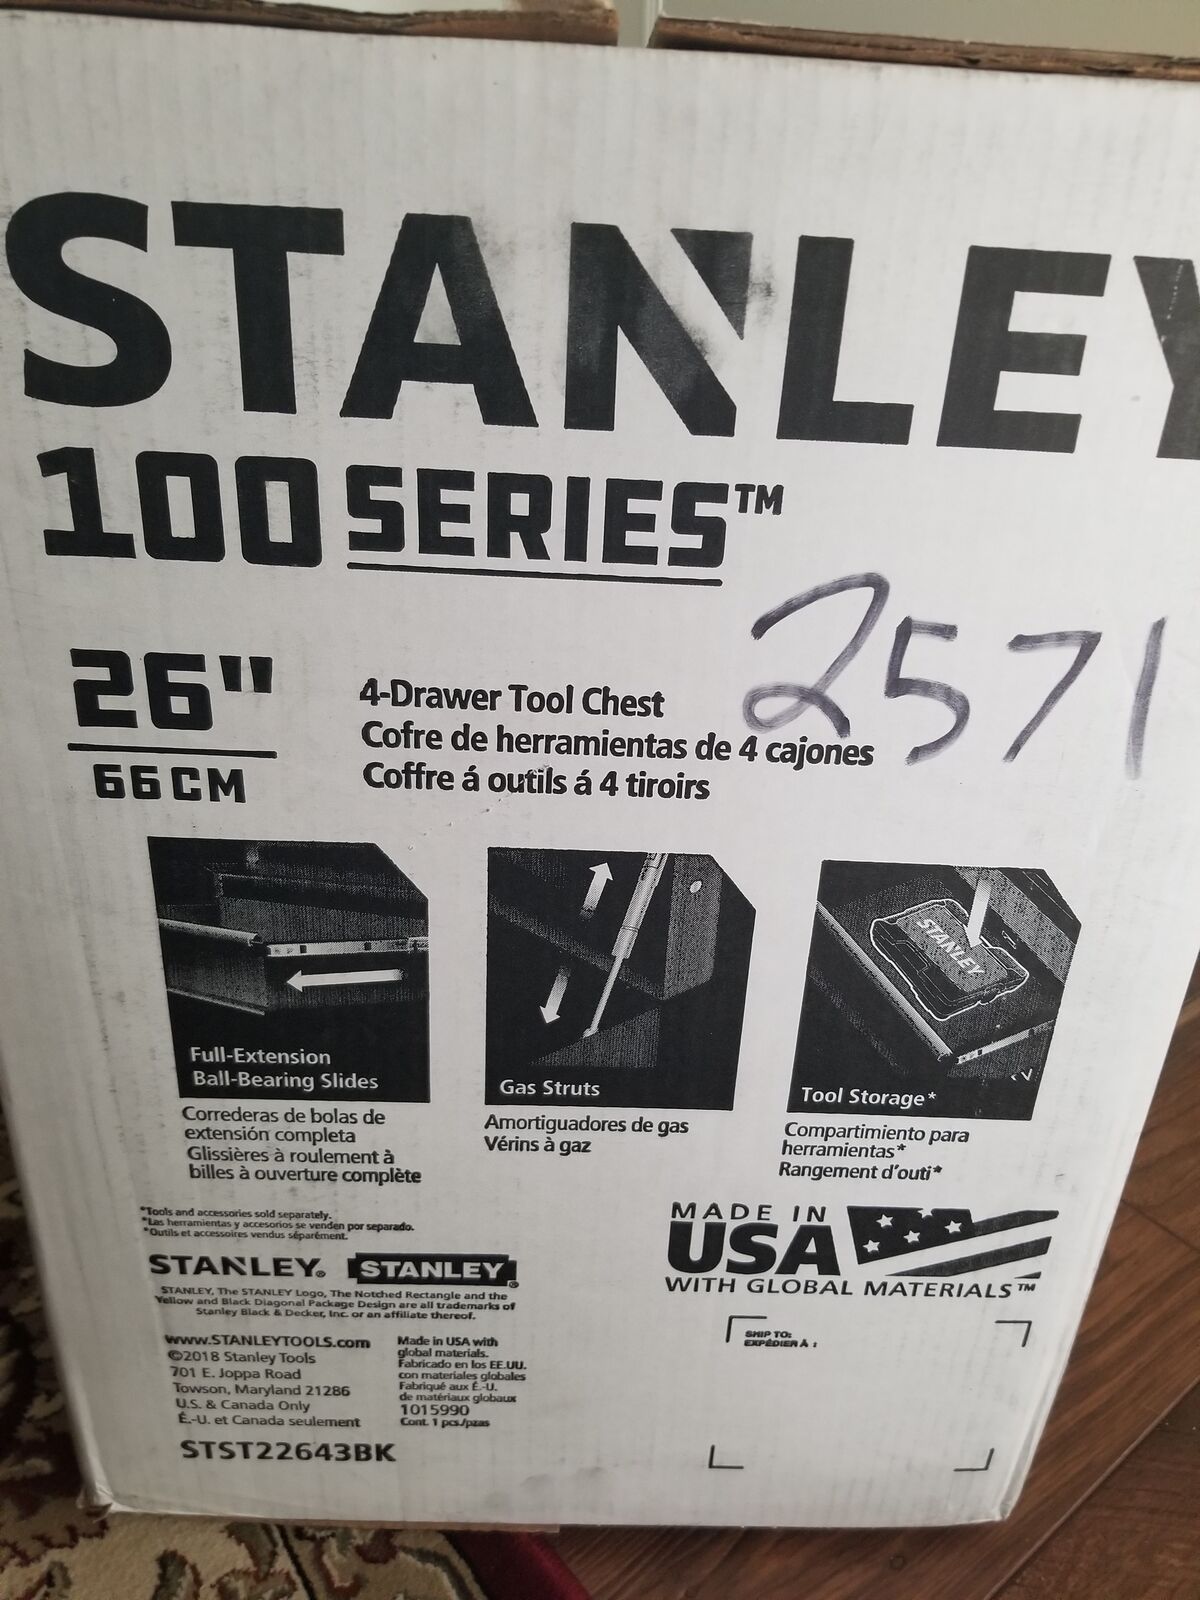 STANLEY
100 SERIES™
2571
26"
66CM
4-Drawer Tool Chest
Cofre de herramientas de 4 cajones
Coffre á outils á 4 tiroirs
STANLEY
Full-Extension
Ball-Bearing Slides
Correderas de bolas de
extensión completa
Glissières à roulement à
billes à ouverture complète
Gas Struts
Amortiguadores de gas
Vérins à gaz
Tool Storage*
Compartimiento para
herramientas*
Rangement d'outi*
*Tools and accessories sold separately.
*Las herramientas y accesorios se venden por separado.
*Outils et accessoires vendus séparément.
STANLEY® STANLEY®
STANLEY, The STANLEY Logo, The Notched Rectangle and the
Yellow and Black Diagonal Package Design are all trademarks of
Stanley Black & Decker, Inc. or an affiliate thereof.
www.STANLEYTOOLS.com
©2018 Stanley Tools
701 E. Joppa Road
Towson, Maryland 21286
U.S. & Canada Only
É.-U. et Canada seulement
STST22643BK
Made in USA with
global materials.
Fabricado en los EE.UU.
con materiales globales
Fabriqué aux É.-U.
de matériaux globaux
1015990
Cont. 1 pcs/pzas
MADE IN
USA
WITH GLOBAL MATERIALS™
SHIP TO:
EXPÉDIER À :